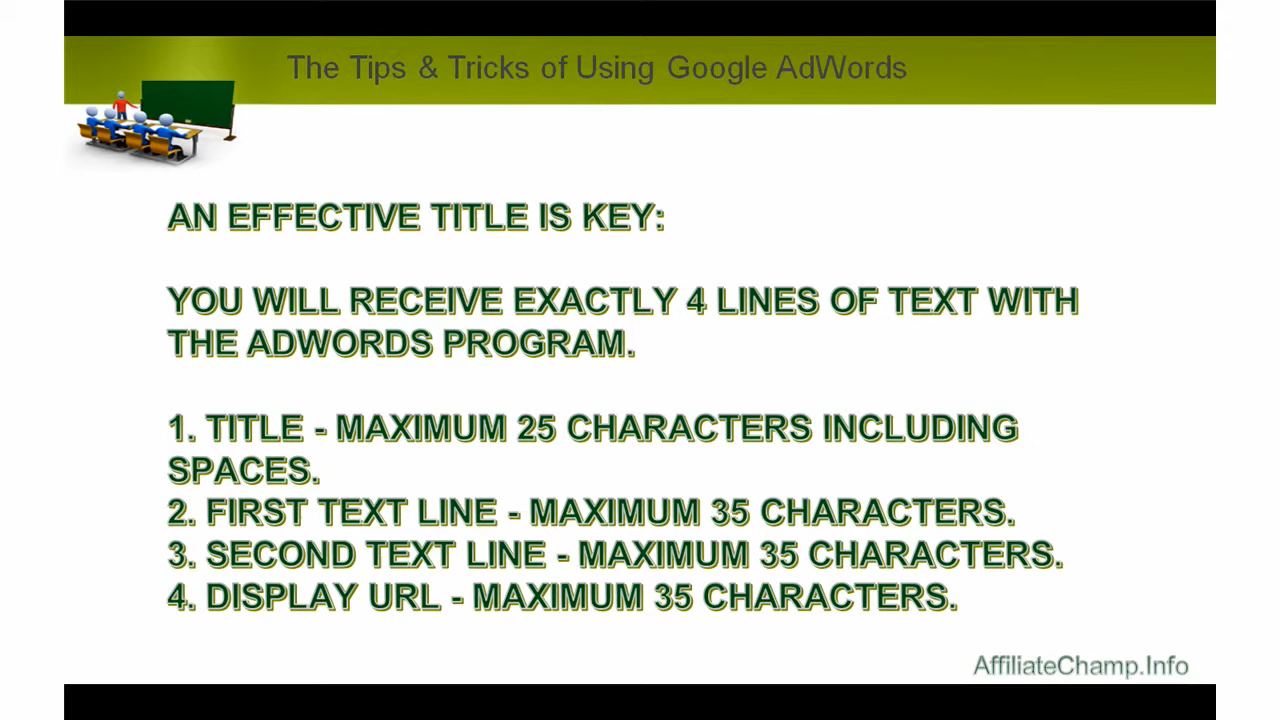 The Tips & Tricks of Using Google AdWords
AN EFFECTIVE TITLE IS KEY:
YOU WILL RECEIVE EXACTLY 4 LINES OF TEXT WITH
THE ADWORDS PROGRAM.
1. TITLE - MAXIMUM 25 CHARACTERS INCLUDING
SPACES.
2. FIRST TEXT LINE - MAXIMUM 35 CHARACTERS.
3. SECOND TEXT LINE - MAXIMUM 35 CHARACTERS.
4. DISPLAY URL - MAXIMUM 35 CHARACTERS.
AffiliateChamp.Info